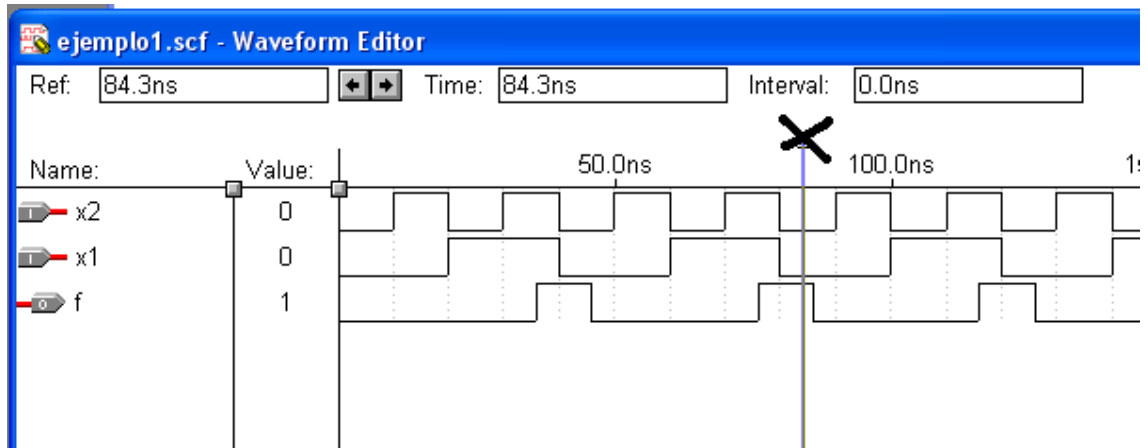 ejemplo1.scf - Waveform Editor
Ref: 84.3ns Time: 84.3ns Interval: 0.0ns
Name: Value: 50.0ns 100.0ns
I x2 0
I x1 0
O f 1